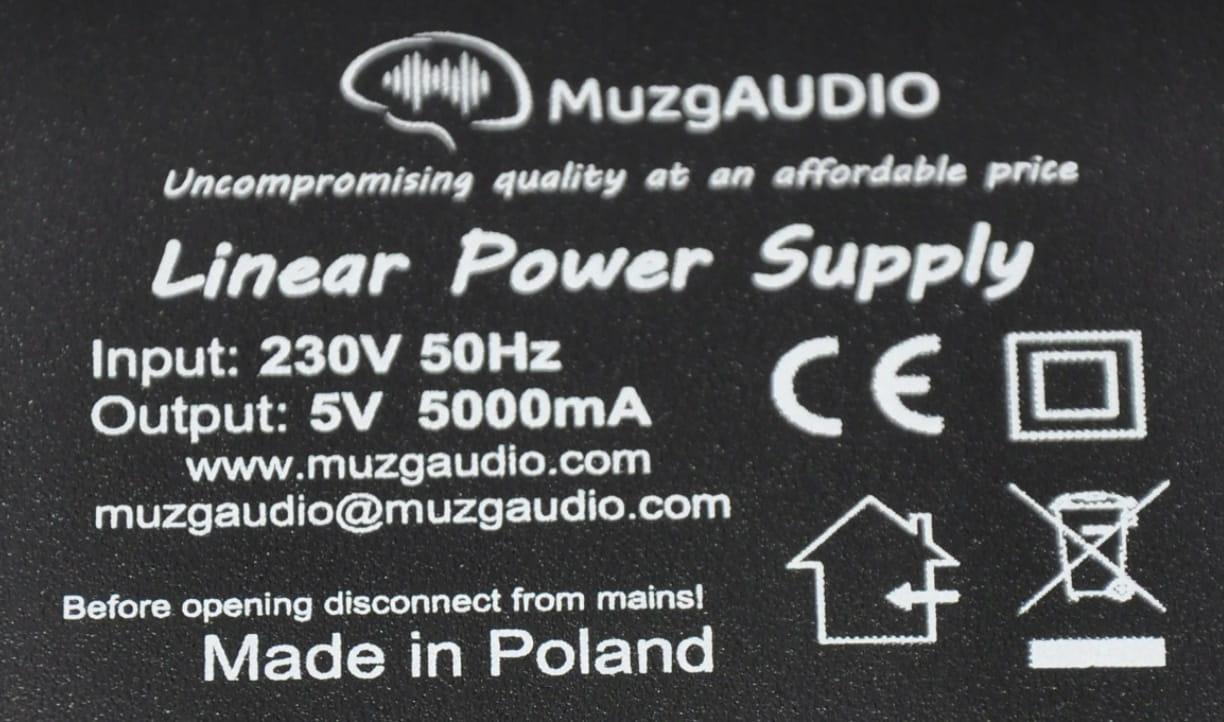 MuzgAUDIO
Uncompromising quality at an affordable price
Linear Power Supply
Input: 230V 50Hz
Output: 5V 5000mA
www.muzgaudio.com
muzgaudio@muzgaudio.com
CE
Before opening disconnect from mains!
Made in Poland